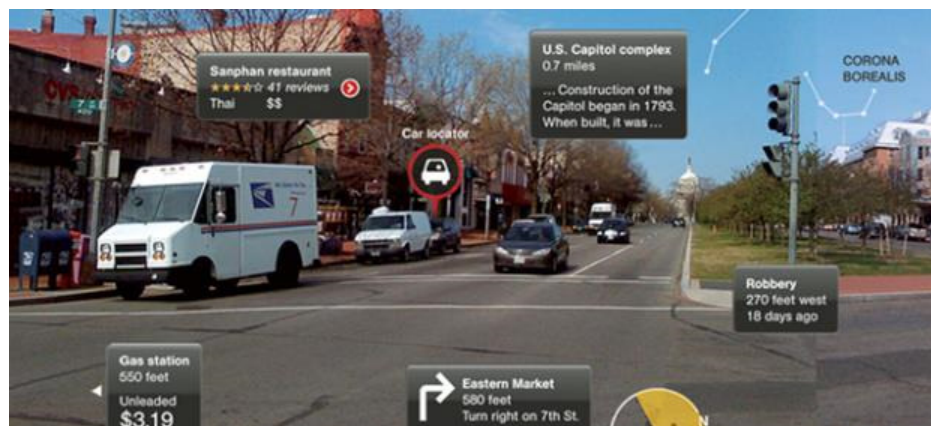 U.S. Capitol complex
0.7 miles
... Construction of the
Capitol began in 1793.
When built, it was ...
CORONA
BOREALIS
Sanphan restaurant
41 reviews
Thai $$
CVS
7
Car locator
7
Robbery
270 feet west
18 days ago
Gas station
550 feet
Unleaded
$3.19
Eastern Market
580 feet
Turn right on 7th St.
N